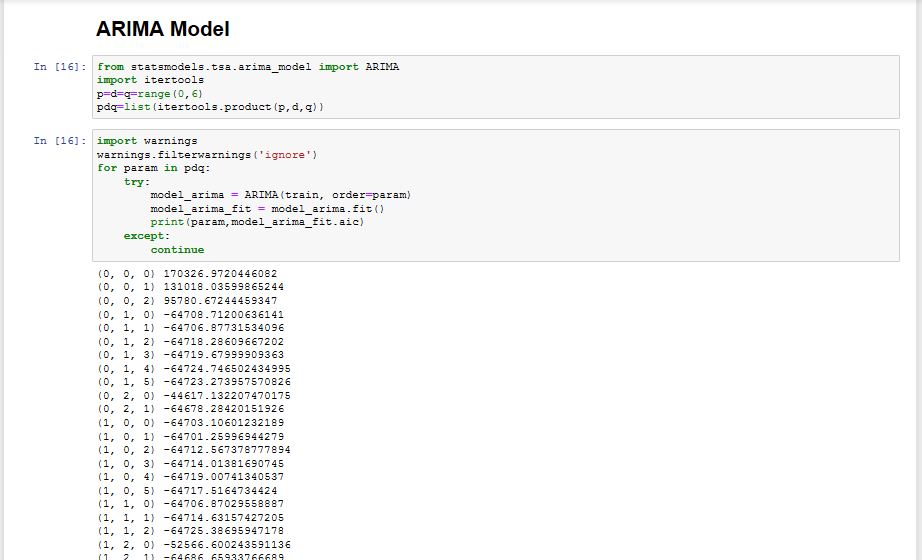 ARIMA Model
In [16]: from statsmodels.tsa.arima_model import ARIMA
import itertools
p=d=q=range(0,6)
pdq=list(itertools.product(p,d,q))
In [16]: import warnings
warnings.filterwarnings('ignore')
for param in pdq:
    try:
        model_arima = ARIMA(train, order=param)
        model_arima_fit = model_arima.fit()
        print(param,model_arima_fit.aic)
    except:
        continue
(0, 0, 0) 170326.9720446082
(0, 0, 1) 131018.03599865244
(0, 0, 2) 95780.67244459347
(0, 1, 0) -64708.71200636141
(0, 1, 1) -64706.87731534096
(0, 1, 2) -64718.28609667202
(0, 1, 3) -64719.67999909363
(0, 1, 4) -64724.746502434995
(0, 1, 5) -64723.273957570826
(0, 2, 0) -44617.132207470175
(0, 2, 1) -64678.28420151926
(1, 0, 0) -64703.10601232189
(1, 0, 1) -64701.25996944279
(1, 0, 2) -64712.567378777894
(1, 0, 3) -64714.01381690745
(1, 0, 4) -64719.00741340537
(1, 0, 5) -64717.5164734424
(1, 1, 0) -64706.87029558887
(1, 1, 1) -64714.63157427205
(1, 1, 2) -64725.38695947178
(1, 2, 0) -52566.600243591136
(1, 2, 1) -64686.65933766689